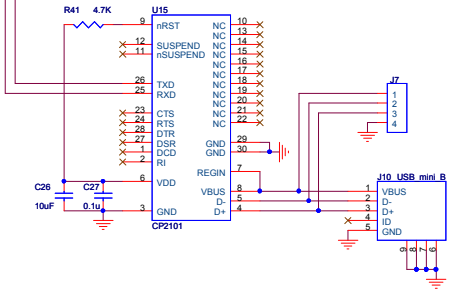 R41 4.7K
U15
9 nRST
12 SUSPEND
11 nSUSPEND
26 TXD
25 RXD
23 CTS
24 RTS
28 DTR
27 DSR
1 DCD
2 RI
6 VDD
3 GND
CP2101
NC 10
NC 13
NC 14
NC 15
NC 16
NC 17
NC 18
NC 19
NC 20
NC 21
NC 22
GND 29
GND 30
REGIN 7
VBUS 8
D- 5
D+ 4
C26
10uF
C27
0.1u
J7
1
2
3
4
J10 USB mini_B
1 VBUS
2 D-
3 D+
4 ID
5 GND
9 8 7 6